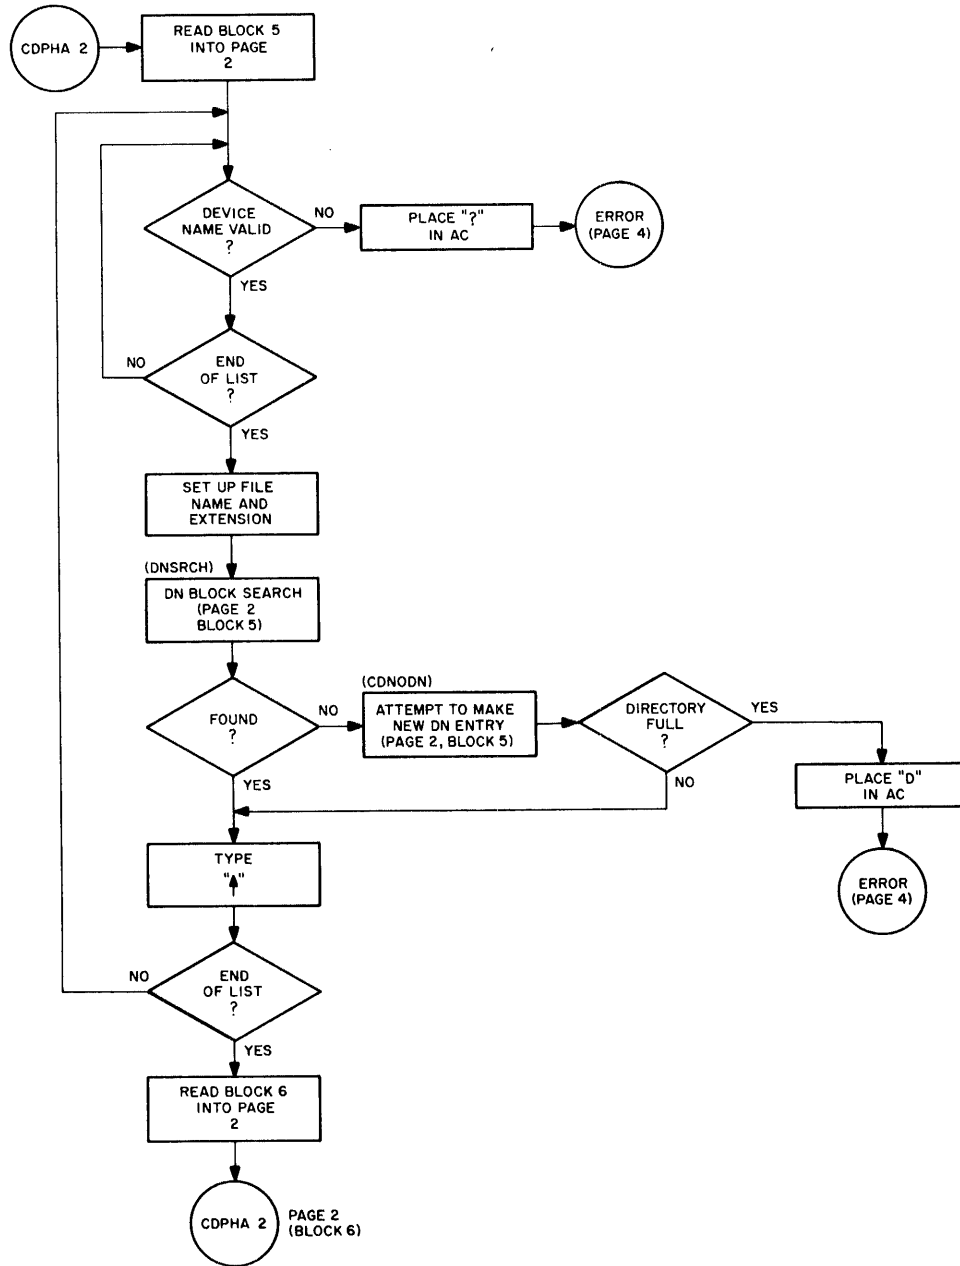 CDPHA 2
READ BLOCK 5
INTO PAGE
2
DEVICE
NAME VALID
?
NO
PLACE "?"
IN AC
ERROR
(PAGE 4)
YES
END
OF LIST
?
NO
YES
SET UP FILE
NAME AND
EXTENSION
(DNSRCH)
DN BLOCK SEARCH
(PAGE 2
BLOCK 5)
FOUND
?
NO
(CDNODN)
ATTEMPT TO MAKE
NEW DN ENTRY
(PAGE 2, BLOCK 5)
DIRECTORY
FULL
?
YES
NO
PLACE "D"
IN AC
ERROR
(PAGE 4)
YES
TYPE
"↑"
END
OF LIST
?
NO
YES
READ BLOCK 6
INTO PAGE
2
CDPHA 2
PAGE 2
(BLOCK 6)